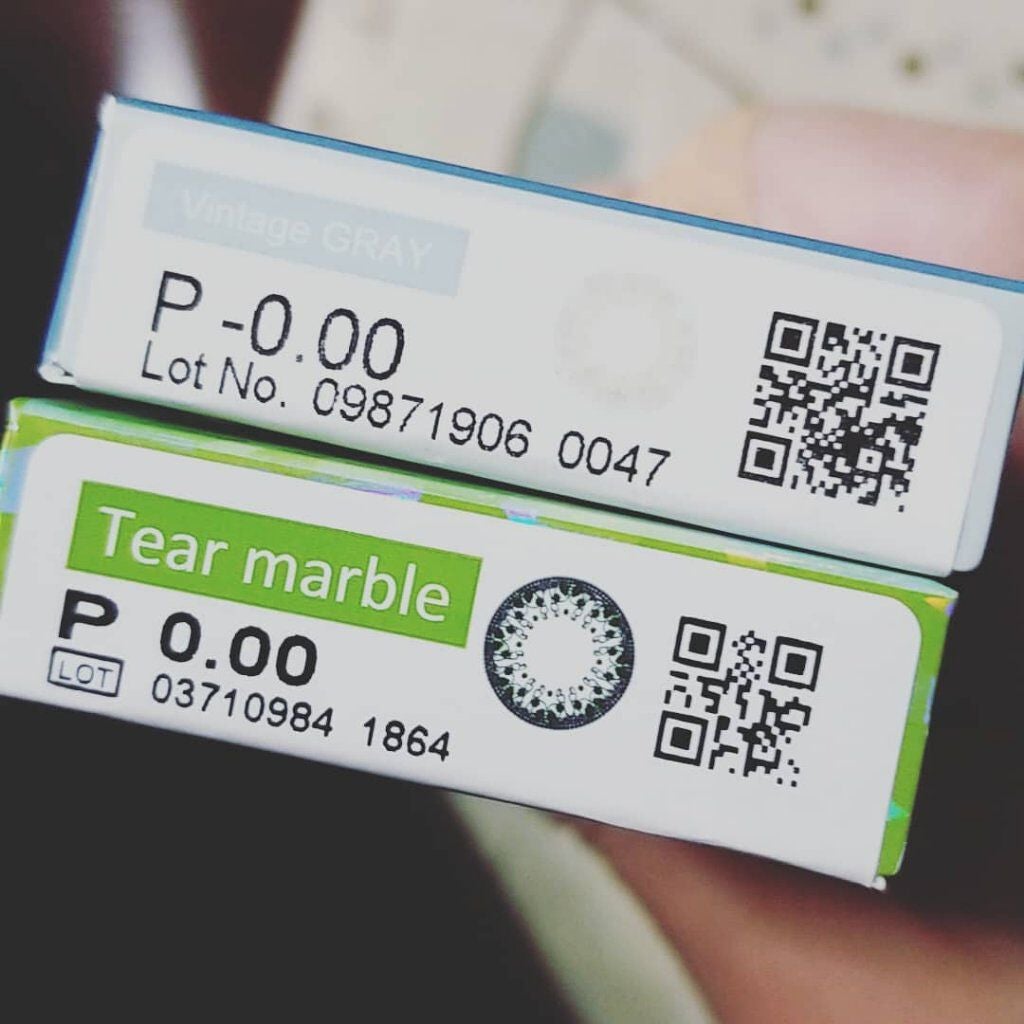 Vintage GRAY
P -0.00
Lot No. 09871906 0047
Tear marble
P 0.00
LOT 03710984 1864